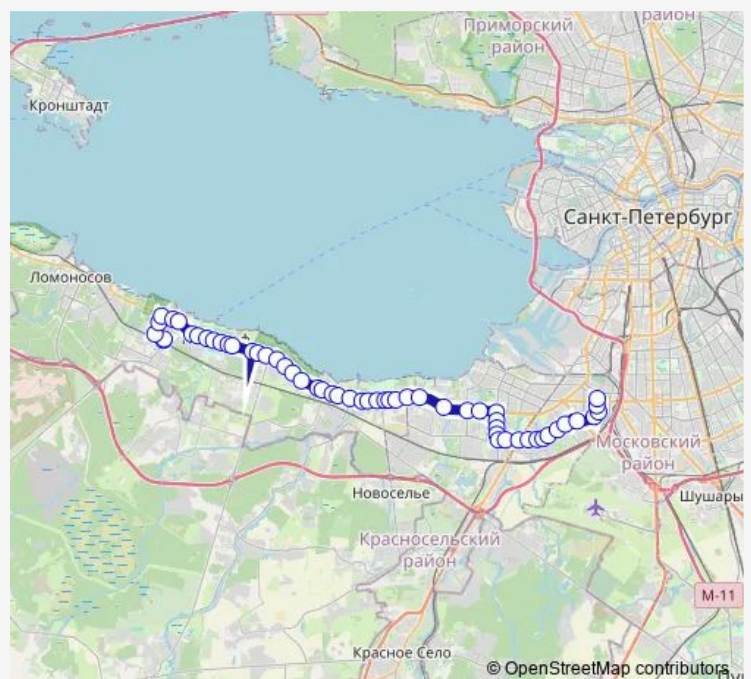 район
Приморский
район
Кронштадт
Санкт-Петербург
Ломоносов
Московский
район
Новоселье
Шушары
Красносельский
район
М-11
Красное Село
© OpenStreetMap contributors